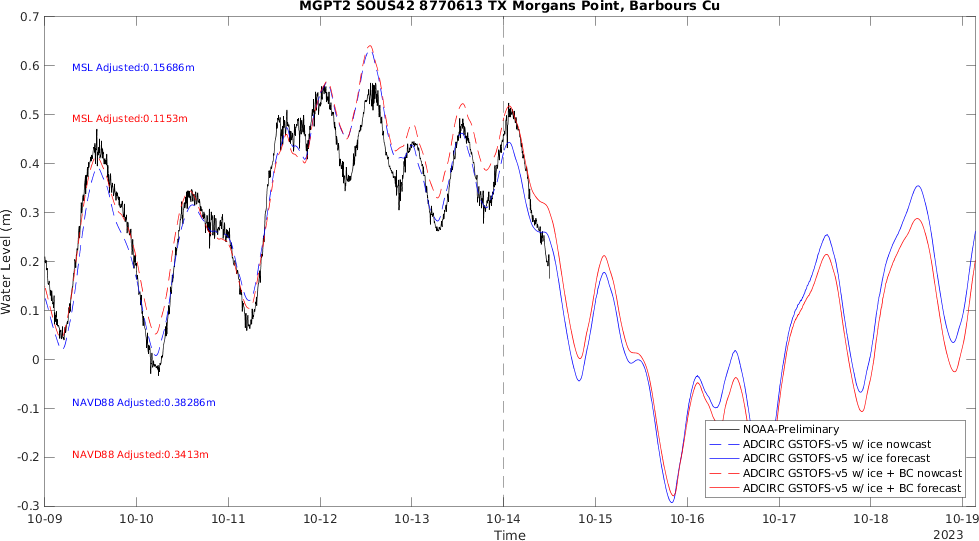 MGPT2 SOUS42 8770613 TX Morgans Point, Barbours Cu
0.7
0.6
0.5
0.4
0.3
0.2
0.1
0
-0.1
-0.2
-0.3
Water Level (m)
MSL Adjusted:0.15686m
MSL Adjusted:0.1153m
NAVD88 Adjusted:0.38286m
NAVD88 Adjusted:0.3413m
NOAA-Preliminary
ADCIRC GSTOFS-v5 w/ ice nowcast
ADCIRC GSTOFS-v5 w/ ice forecast
ADCIRC GSTOFS-v5 w/ ice + BC nowcast
ADCIRC GSTOFS-v5 w/ ice + BC forecast
10-09 10-10 10-11 10-12 10-13 10-14 10-15 10-16 10-17 10-18 10-19
Time
2023